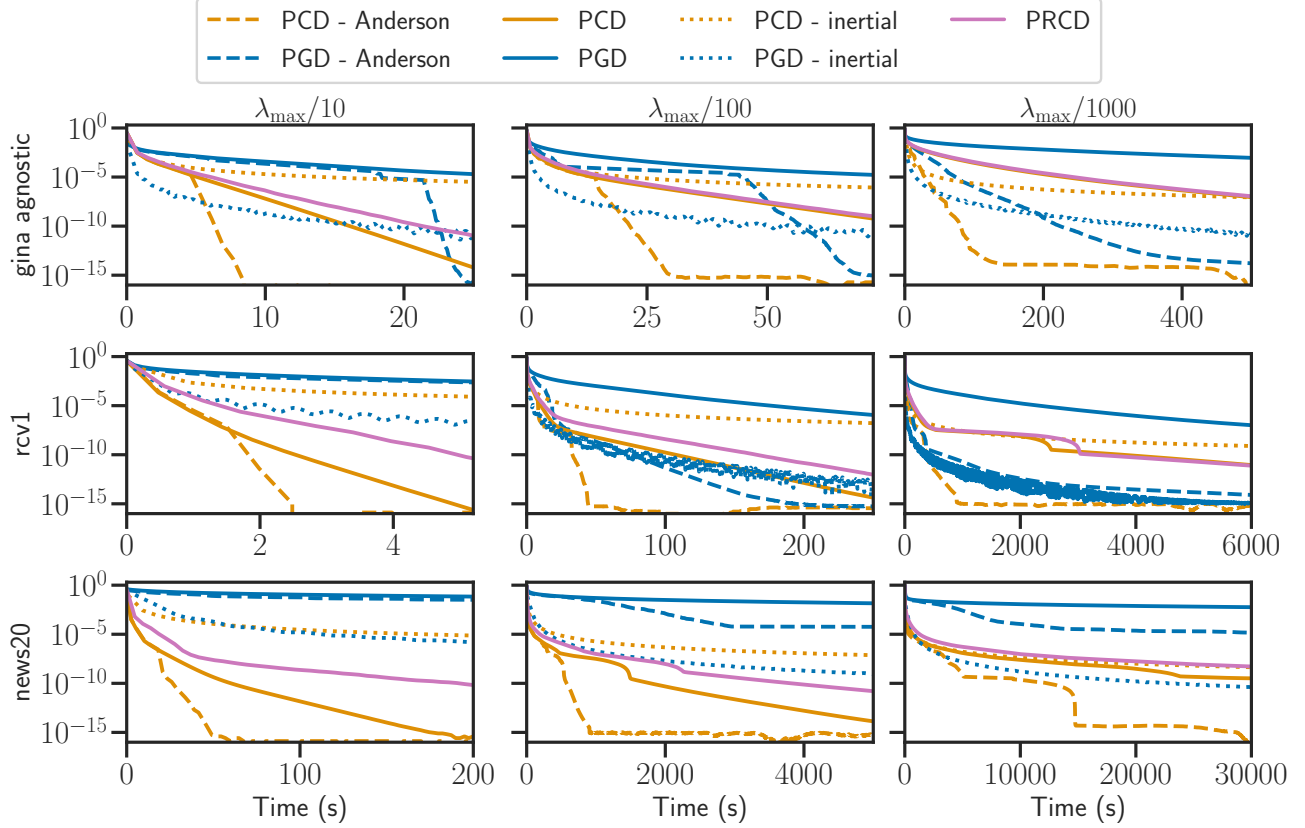 PCD - Anderson PCD PCD - inertial PRCD
PGD - Anderson PGD PGD - inertial
λmax/10 λmax/100 λmax/1000
gina agnostic
10^0
10^−5
10^−10
10^−15
0 10 20
0 25 50
0 200 400
rcv1
10^0
10^−5
10^−10
10^−15
0 2 4
0 100 200
0 2000 4000 6000
news20
10^0
10^−5
10^−10
10^−15
0 100 200
0 2000 4000
0 10000 20000 30000
Time (s) Time (s) Time (s)